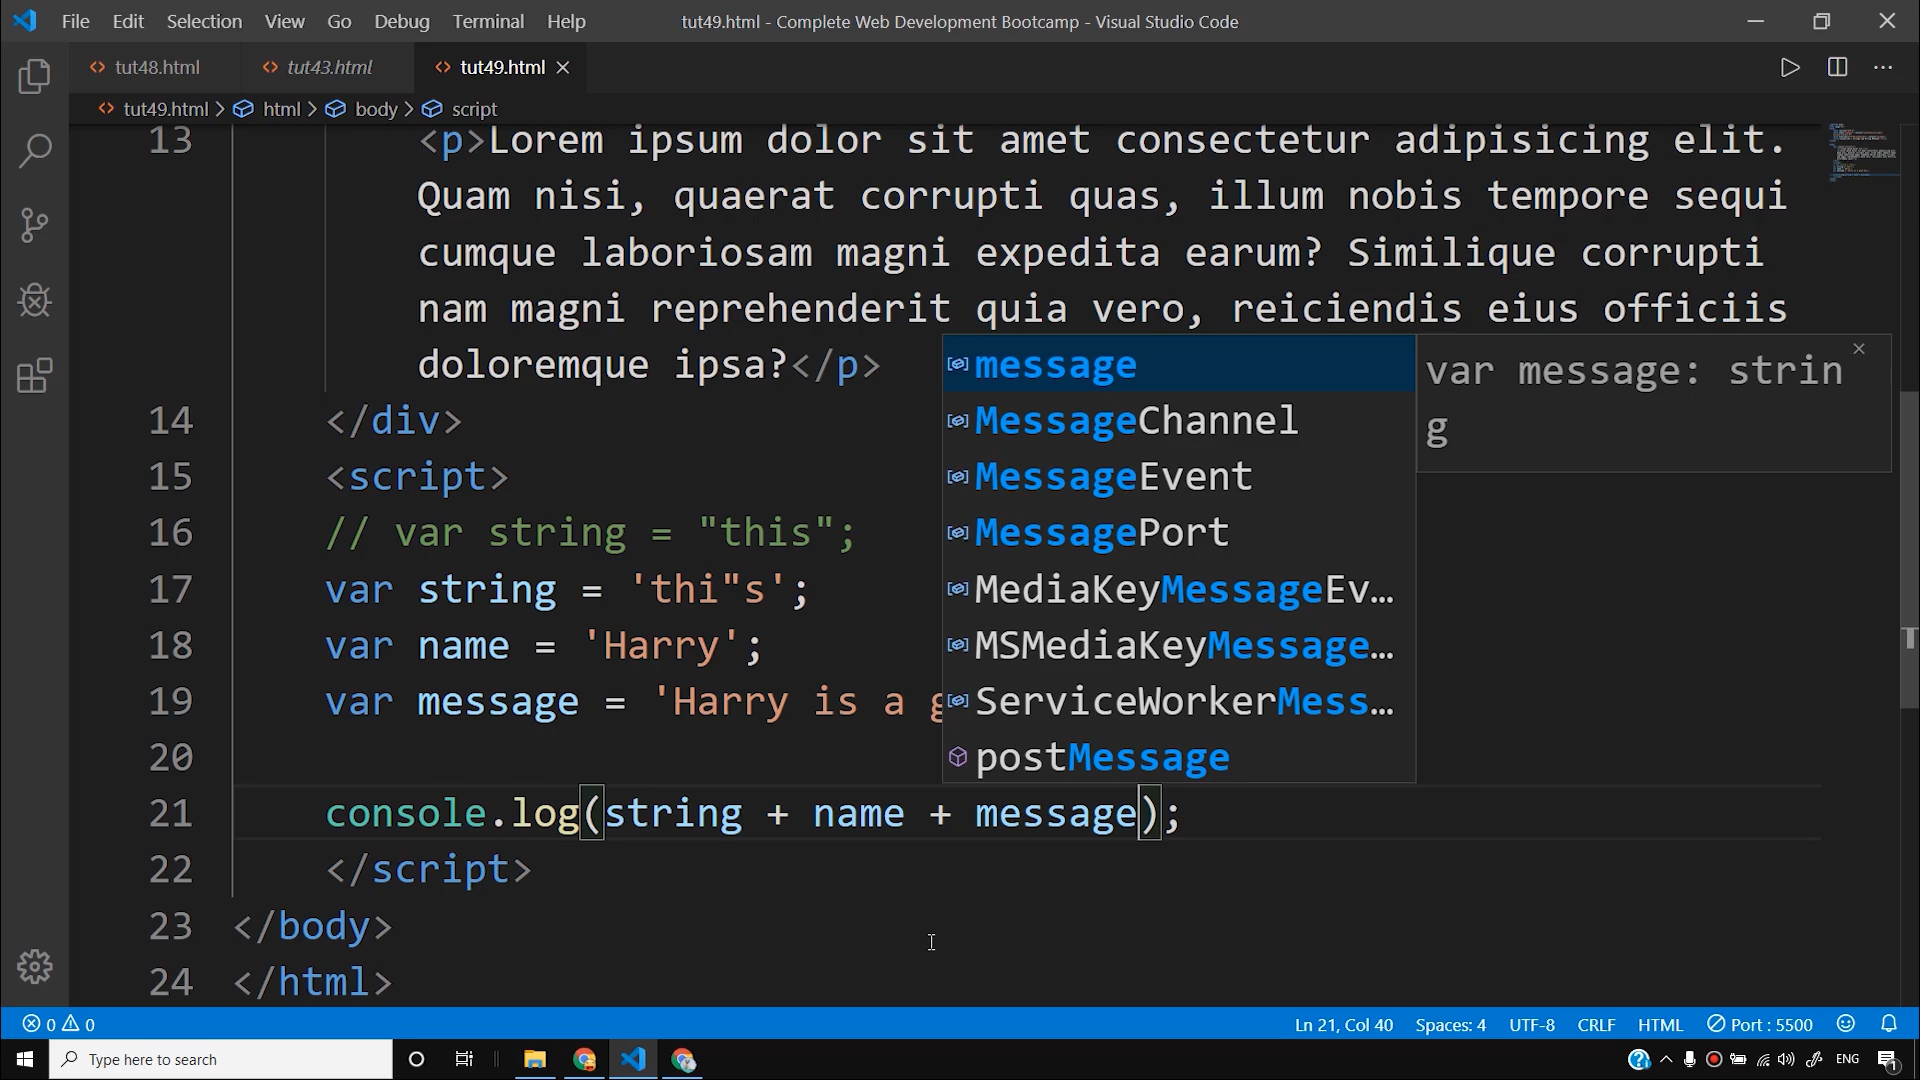 File Edit Selection View Go Debug Terminal Help tut49.html - Complete Web Development Bootcamp - Visual Studio Code
tut48.html tut43.html tut49.html
tut49.html > html > body > script
13 <p>Lorem ipsum dolor sit amet consectetur adipisicing elit.
Quam nisi, quaerat corrupti quas, illum nobis tempore sequi
cumque laboriosam magni expedita earum? Similique corrupti
nam magni reprehenderit quia vero, reiciendis eius officiis
doloremque ipsa?</p>
14 </div>
15 <script>
16 // var string = "this";
17 var string = 'thi"s';
18 var name = 'Harry';
19 var message = 'Harry is a g
20
21 console.log(string + name + message);
22 </script>
23 </body>
24 </html>
message
MessageChannel
MessageEvent
MessagePort
MediaKeyMessageEv…
MSMediaKeyMessage…
ServiceWorkerMess…
postMessage
var message: strin
g
0 0 Ln 21, Col 40 Spaces: 4 UTF-8 CRLF HTML Port : 5500
Type here to search ENG 1